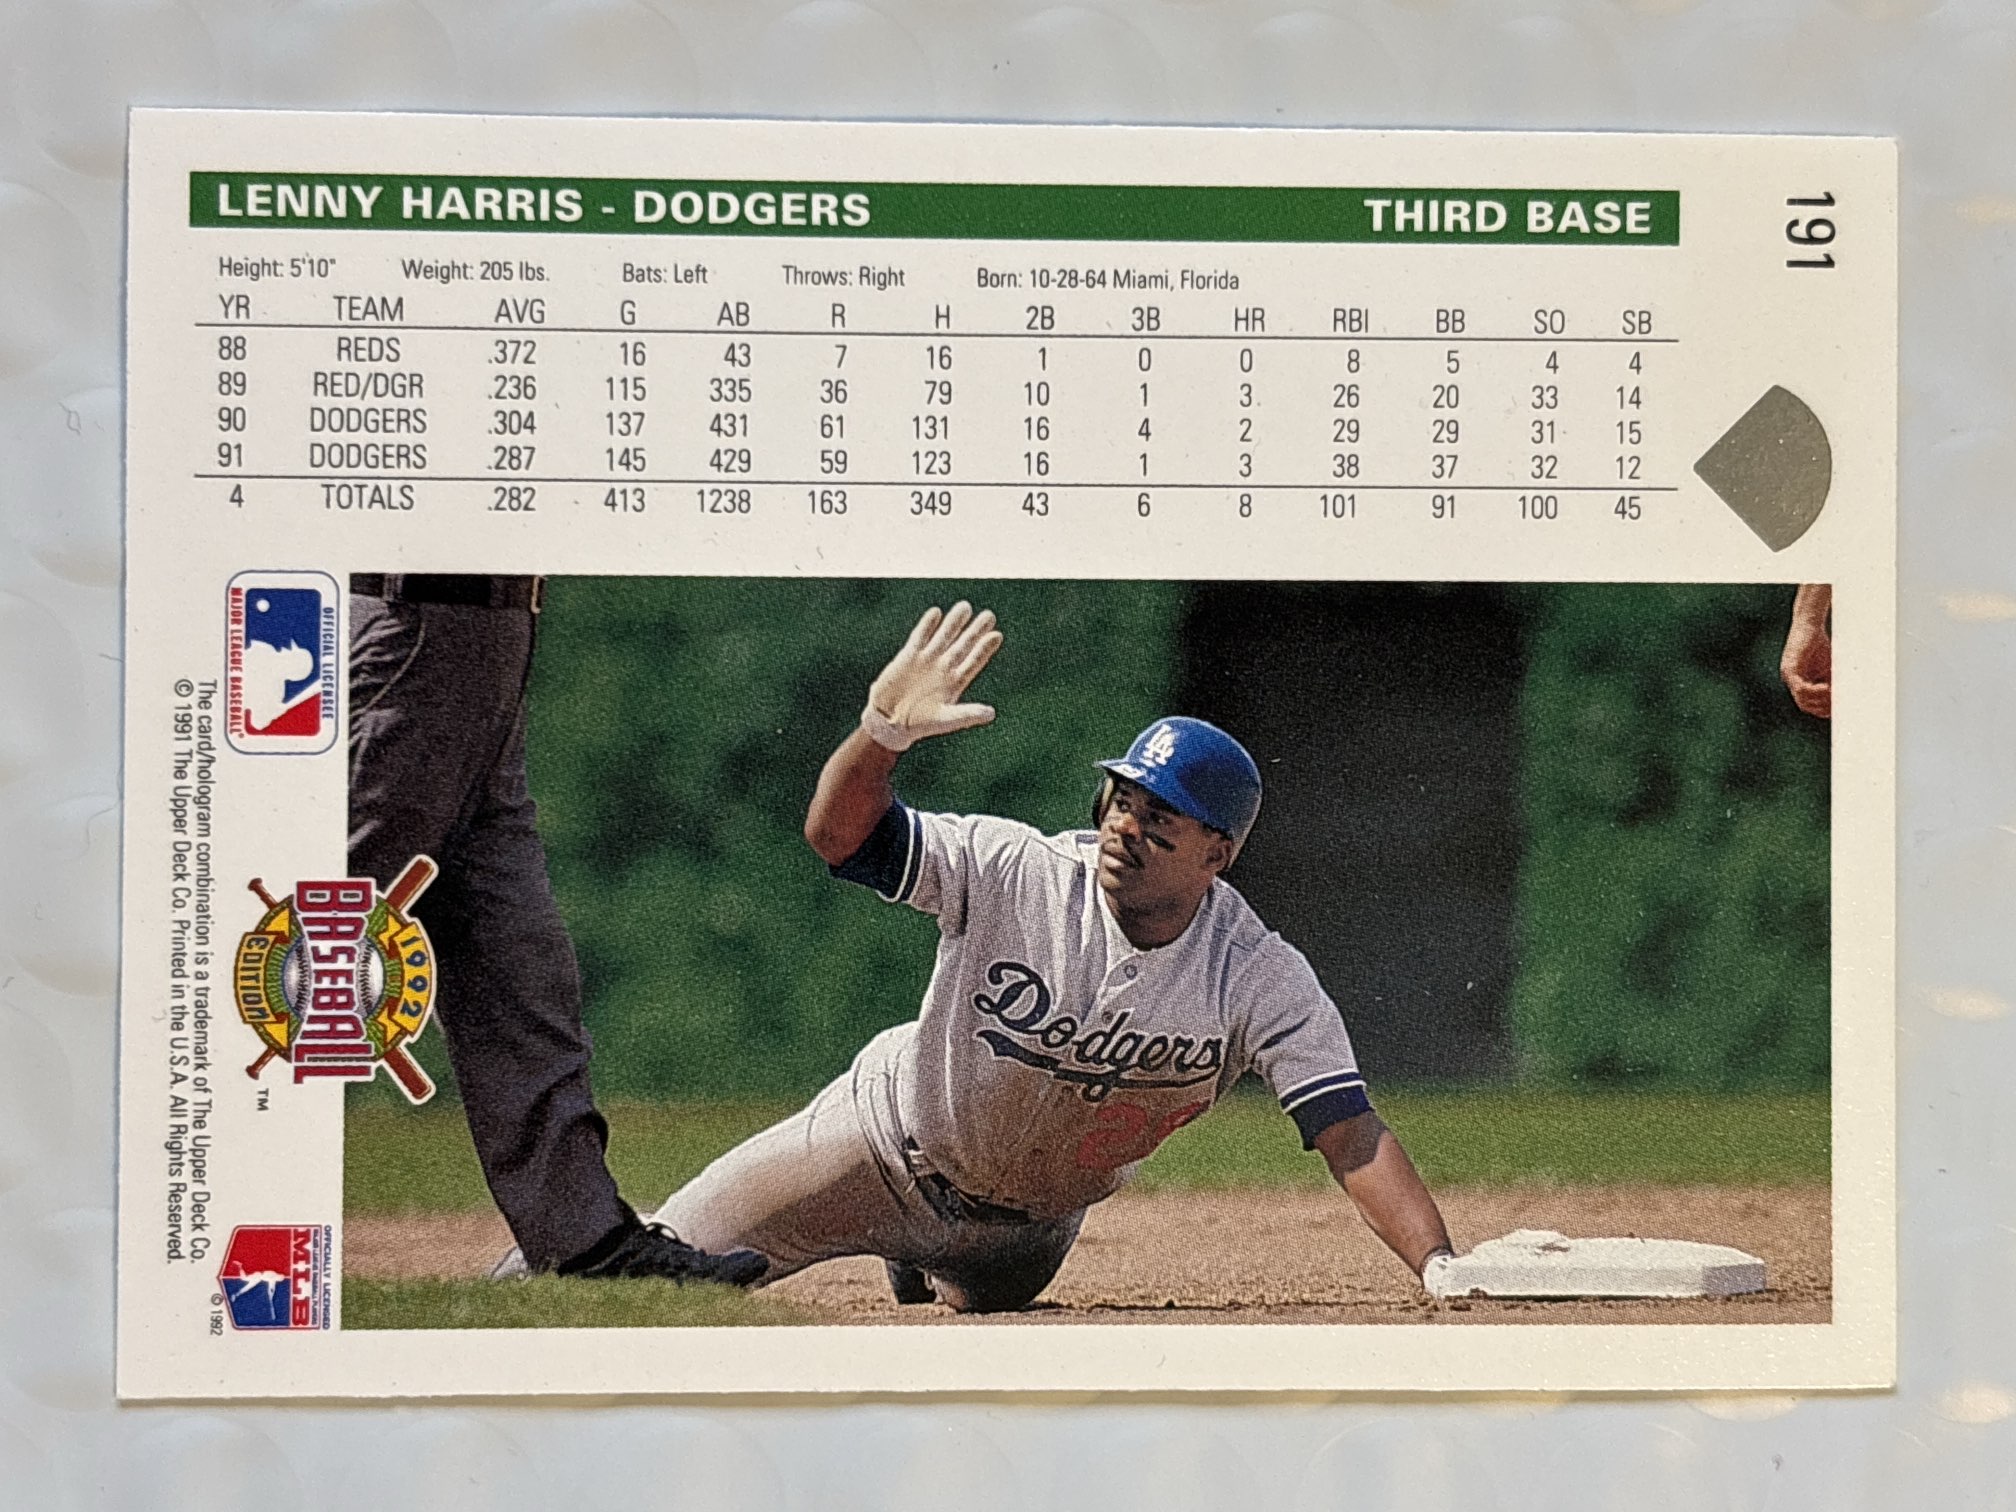 LENNY HARRIS - DODGERS THIRD BASE
191
Height: 5'10" Weight: 205 lbs. Bats: Left Throws: Right Born: 10-28-64 Miami, Florida
YR TEAM AVG G AB R H 2B 3B HR RBI BB SO SB
88 REDS .372 16 43 7 16 1 0 0 8 5 4 4
89 RED/DGR .236 115 335 36 79 10 1 3 26 20 33 14
90 DODGERS .304 137 431 61 131 16 4 2 29 29 31 15
91 DODGERS .287 145 429 59 123 16 1 3 38 37 32 12
4 TOTALS .282 413 1238 163 349 43 6 8 101 91 100 45
OFFICIAL LICENSEE
MAJOR LEAGUE BASEBALL®
The card/hologram combination is a trademark of The Upper Deck Co.
© 1991 The Upper Deck Co. Printed in the U.S.A. All Rights Reserved.
1992
BASEBALL
EDITION
TM
OFFICIALLY LICENSED
MLB
© 1992
LA
Dodgers